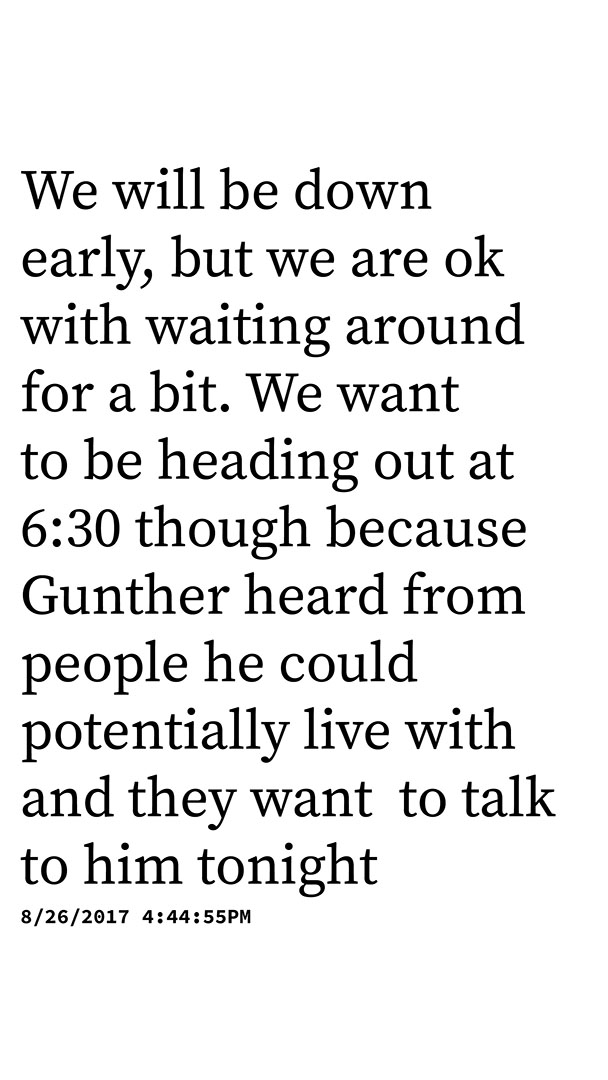 We will be down
early, but we are ok
with waiting around
for a bit. We want
to be heading out at
6:30 though because
Gunther heard from
people he could
potentially live with
and they want  to talk
to him tonight
8/26/2017 4:44:55PM